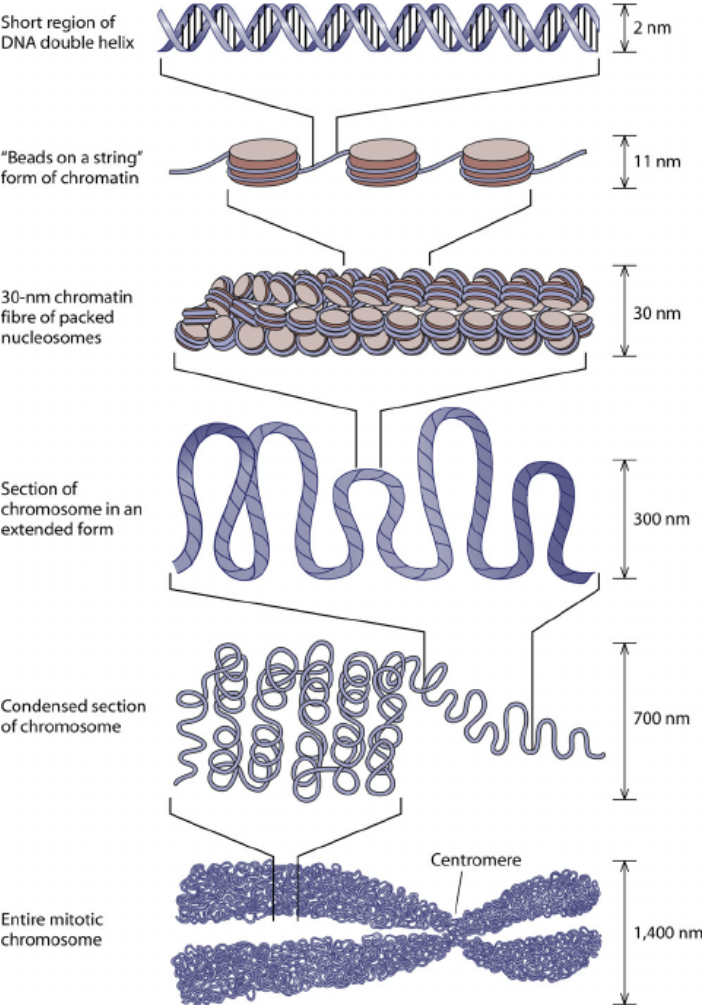 Short region of
DNA double helix
2 nm
"Beads on a string"
form of chromatin
11 nm
30-nm chromatin
fibre of packed
nucleosomes
30 nm
Section of
chromosome in an
extended form
300 nm
Condensed section
of chromosome
700 nm
Centromere
Entire mitotic
chromosome
1,400 nm